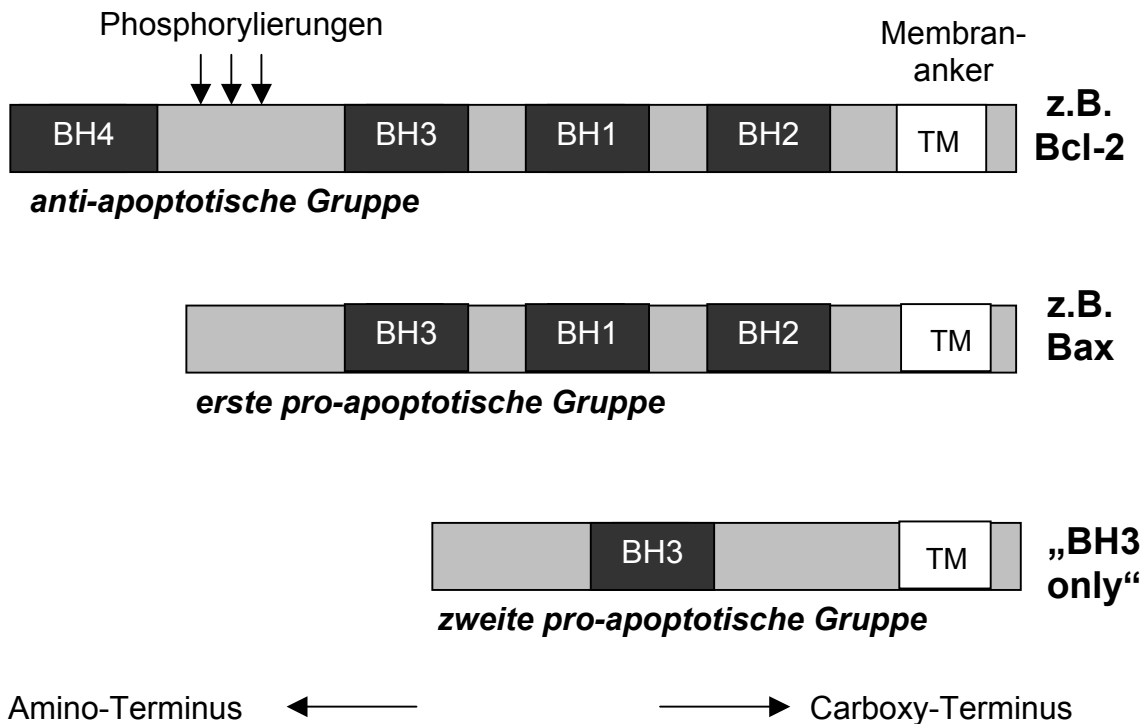 Phosphorylierungen
Membran-
anker
BH4
BH3
BH1
BH2
TM
z.B.
Bcl-2
anti-apoptotische Gruppe
BH3
BH1
BH2
TM
z.B.
Bax
erste pro-apoptotische Gruppe
BH3
TM
„BH3
only“
zweite pro-apoptotische Gruppe
Amino-Terminus
Carboxy-Terminus